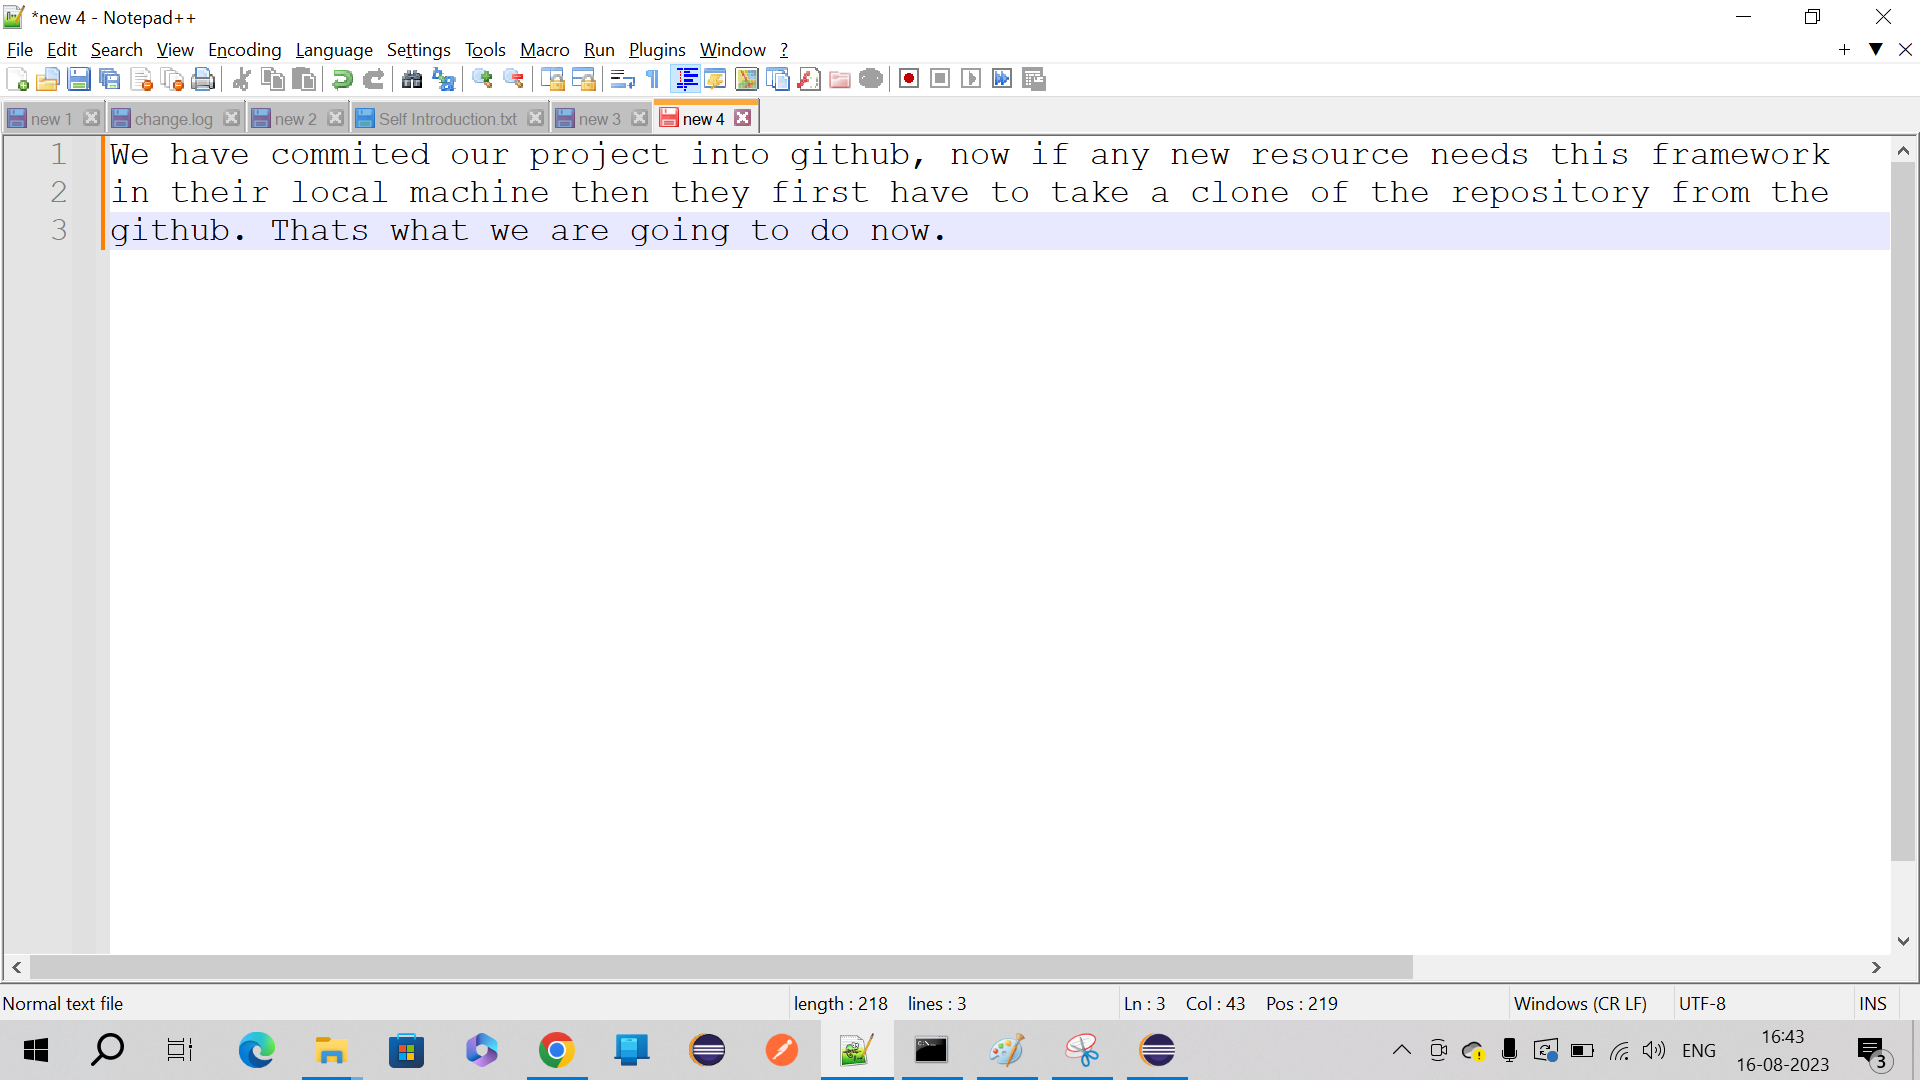 *new 4 - Notepad++
File Edit Search View Encoding Language Settings Tools Macro Run Plugins Window ?
new 1 change.log new 2 Self Introduction.txt new 3 new 4
1 We have commited our project into github, now if any new resource needs this framework
2 in their local machine then they first have to take a clone of the repository from the
3 github. Thats what we are going to do now.
Normal text file length : 218 lines : 3 Ln : 3 Col : 43 Pos : 219 Windows (CR LF) UTF-8 INS
ENG 16:43
16-08-2023 3